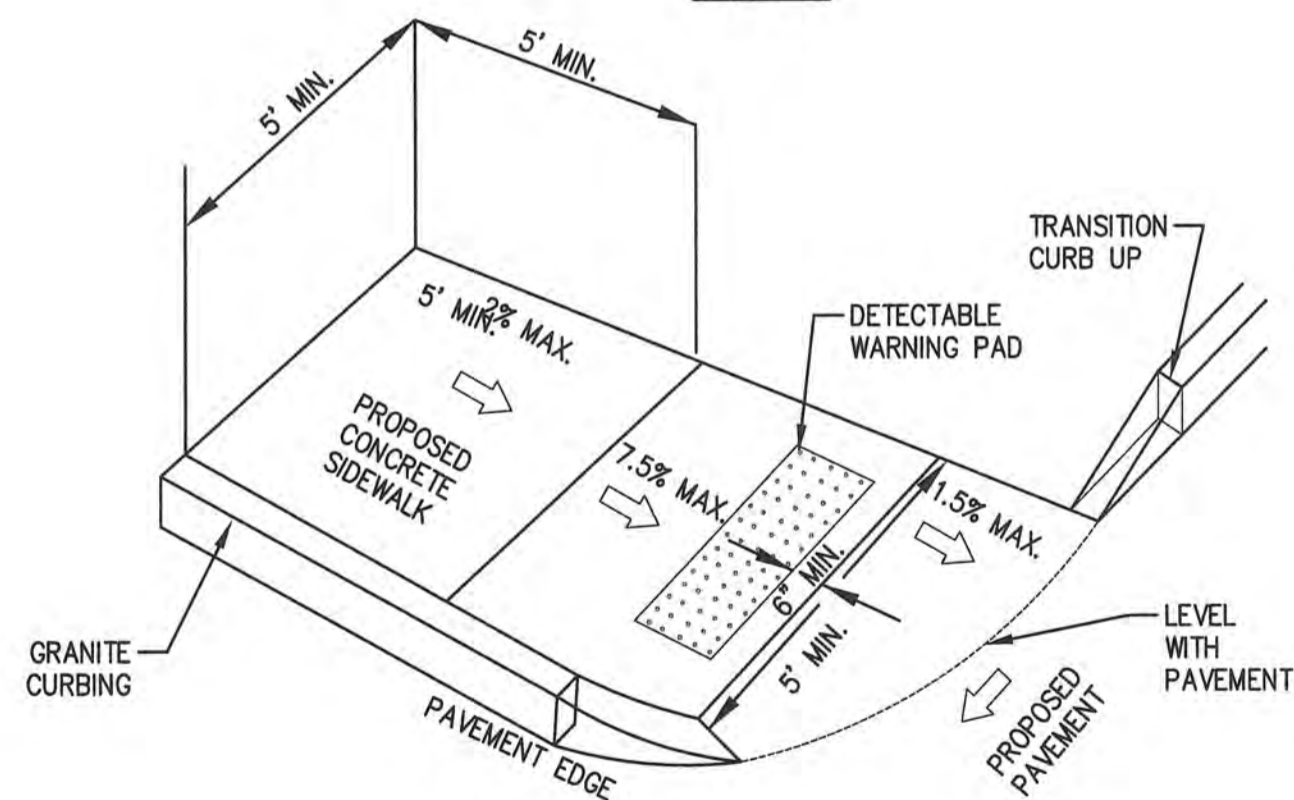 5' MIN.
5' MIN.
TRANSITION
CURB UP
5' MIN.
2% MAX.
DETECTABLE
WARNING PAD
PROPOSED
CONCRETE
SIDEWALK
7.5% MAX.
1.5% MAX.
6" MIN.
5' MIN.
GRANITE
CURBING
LEVEL
WITH
PAVEMENT
PAVEMENT EDGE
PROPOSED
PAVEMENT